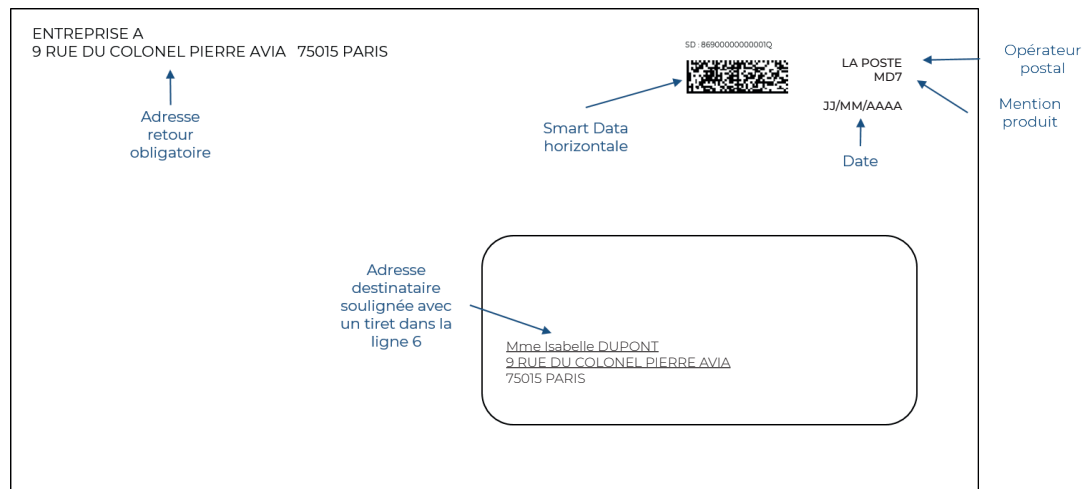 ENTREPRISE A
9 RUE DU COLONEL PIERRE AVIA 75015 PARIS
Adresse
retour
obligatoire
SD : 86900000000001Q
Smart Data
horizontale
LA POSTE
MD7
JJ/MM/AAAA
Date
Opérateur
postal
Mention
produit
Adresse
destinataire
soulignée avec
un tiret dans la
ligne 6
Mme Isabelle DUPONT
9 RUE DU COLONEL PIERRE AVIA
75015 PARIS